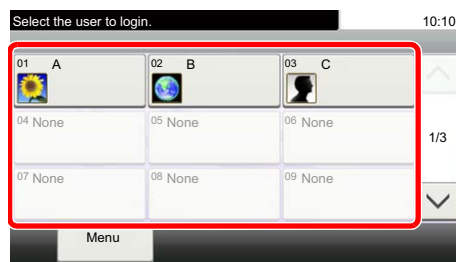 Select the user to login.
10:10
01 A
02 B
03 C
04 None
05 None
06 None
1/3
07 None
08 None
09 None
Menu